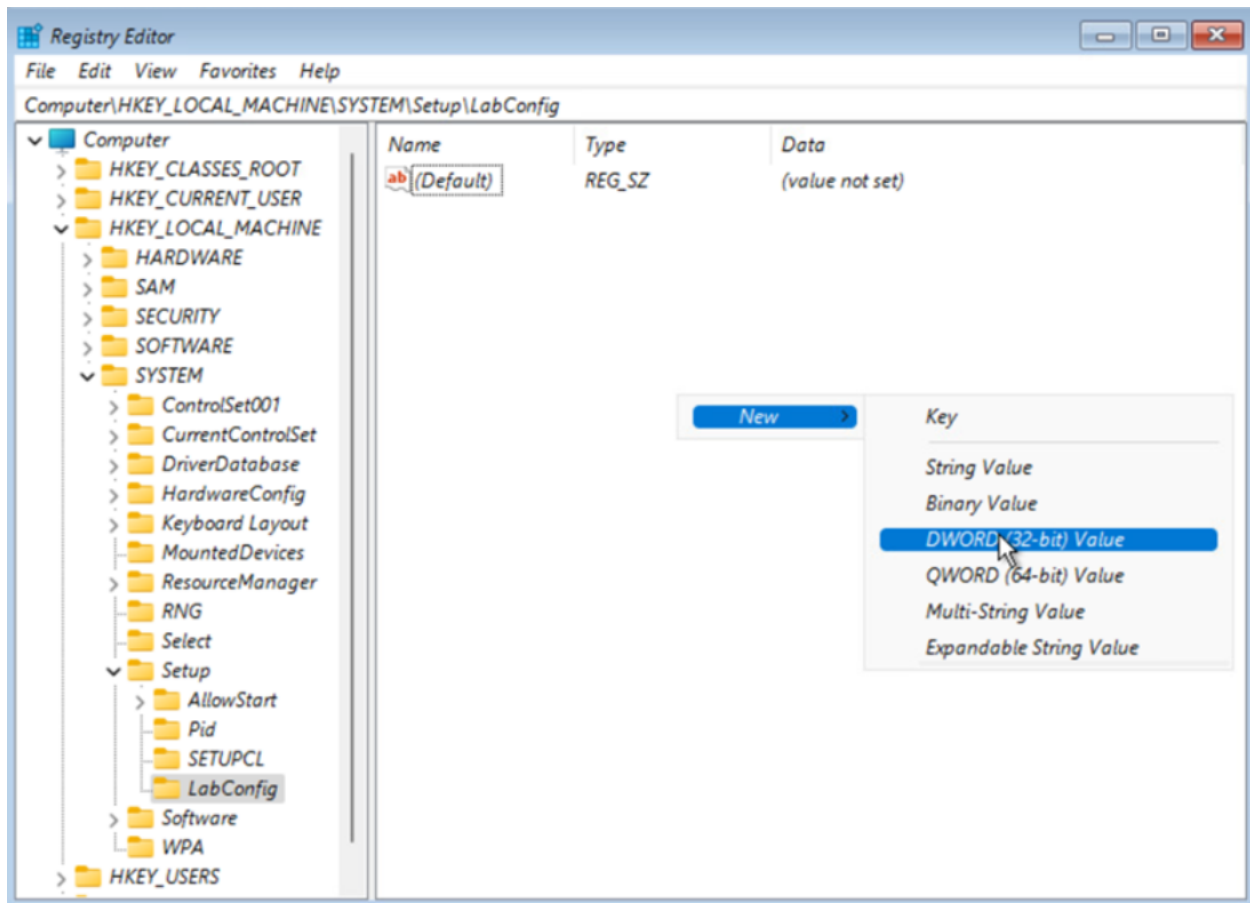 Registry Editor
File Edit View Favorites Help
Computer\HKEY_LOCAL_MACHINE\SYSTEM\Setup\LabConfig
Computer
HKEY_CLASSES_ROOT
HKEY_CURRENT_USER
HKEY_LOCAL_MACHINE
HARDWARE
SAM
SECURITY
SOFTWARE
SYSTEM
ControlSet001
CurrentControlSet
DriverDatabase
HardwareConfig
Keyboard Layout
MountedDevices
ResourceManager
RNG
Select
Setup
AllowStart
Pid
SETUPCL
LabConfig
Software
WPA
HKEY_USERS
Name Type Data
ab (Default) REG_SZ (value not set)
New
Key
String Value
Binary Value
DWORD (32-bit) Value
QWORD (64-bit) Value
Multi-String Value
Expandable String Value